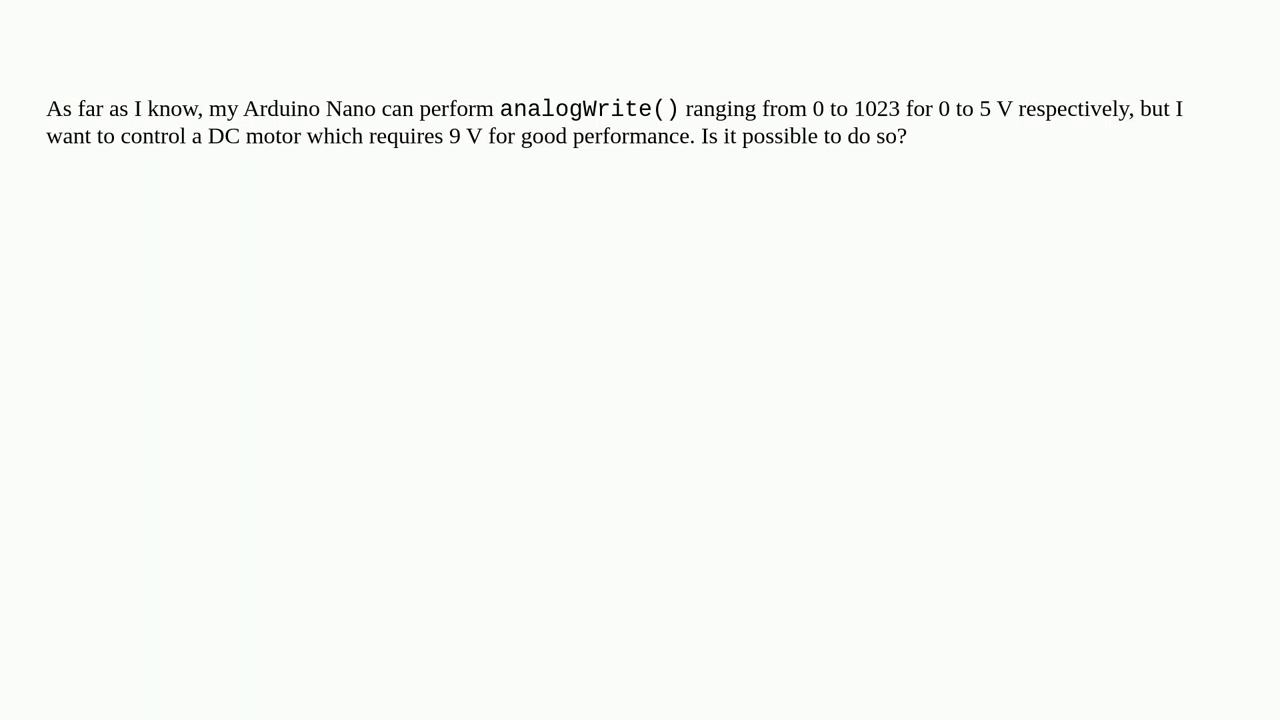 As far as I know, my Arduino Nano can perform analogWrite() ranging from 0 to 1023 for 0 to 5 V respectively, but I
want to control a DC motor which requires 9 V for good performance. Is it possible to do so?